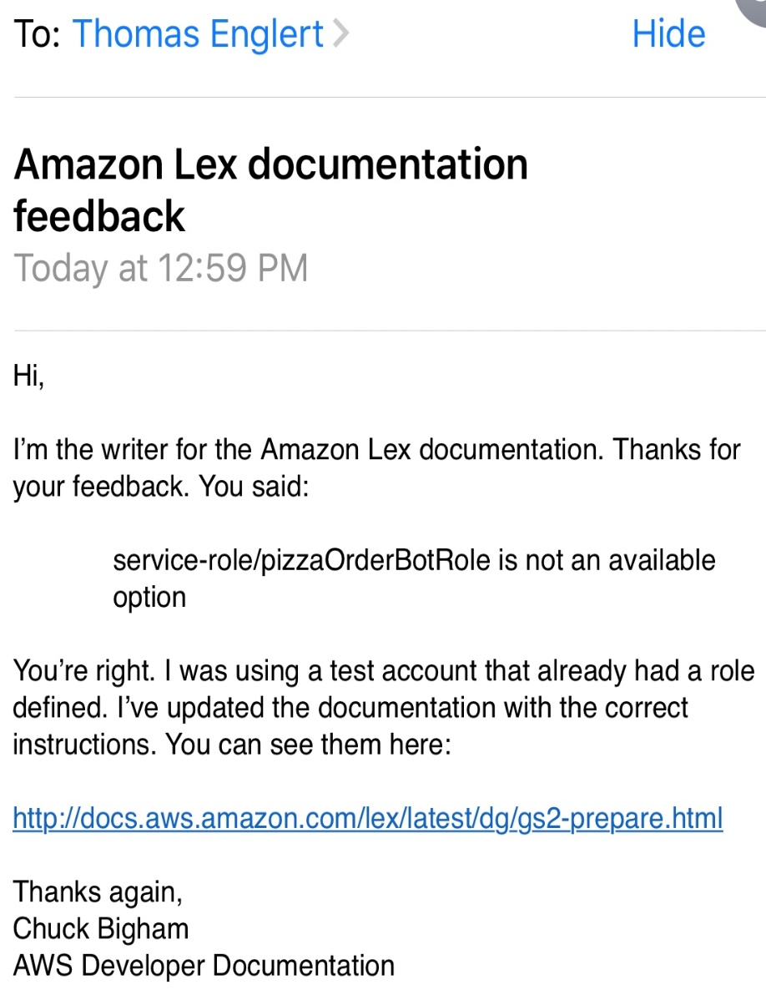 To: Thomas Englert
Hide
Amazon Lex documentation
feedback
Today at 12:59 PM
Hi,
I’m the writer for the Amazon Lex documentation. Thanks for
your feedback. You said:
service-role/pizzaOrderBotRole is not an available
option
You’re right. I was using a test account that already had a role
defined. I’ve updated the documentation with the correct
instructions. You can see them here:
http://docs.aws.amazon.com/lex/latest/dg/gs2-prepare.html
Thanks again,
Chuck Bigham
AWS Developer Documentation